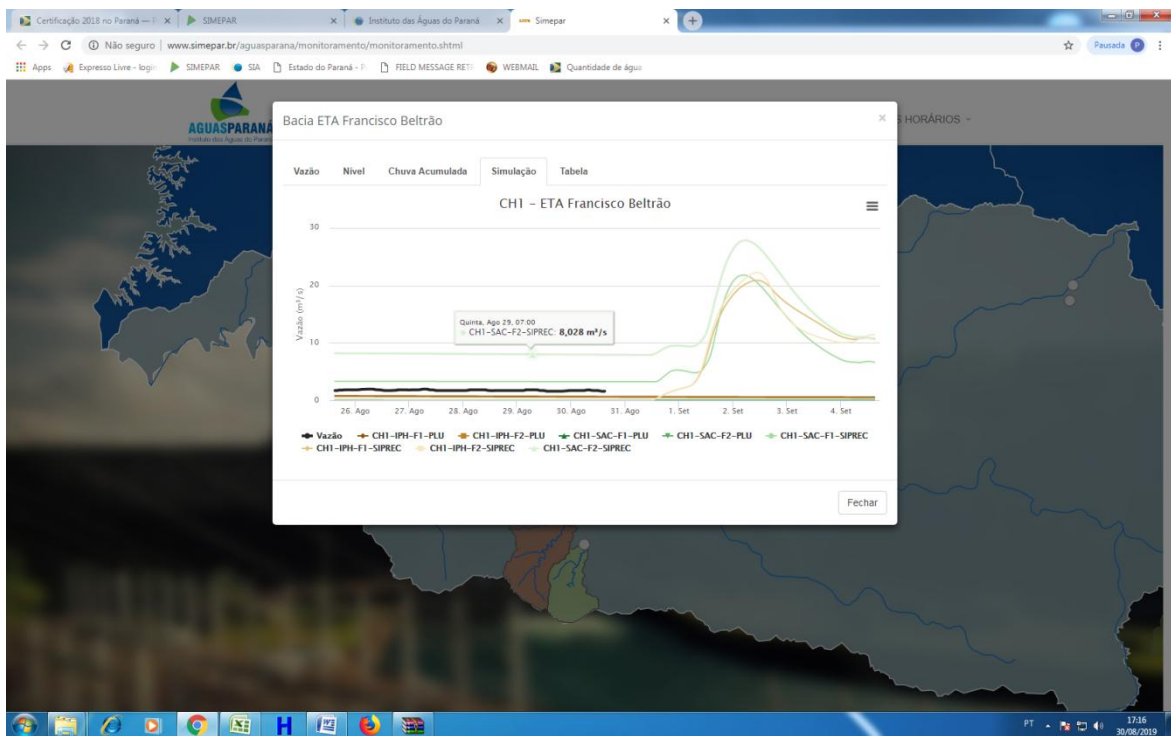 Certificação 2018 no Paraná — P
SIMEPAR
Instituto das Águas do Paraná
Simepar
Não seguro | www.simepar.br/aguasparana/monitoramento/monitoramento.shtml
Pausada P
Apps
Expresso Livre - login
SIMEPAR
SIA
Estado do Paraná - P
FIELD MESSAGE RETR
WEBMAIL
Quantidade de água
AGUASPARANÁ
Instituto das Águas do Paraná
S HORÁRIOS
Bacia ETA Francisco Beltrão
×
Vazão Nível Chuva Acumulada Simulação Tabela
CH1 – ETA Francisco Beltrão
Vazão (m³/s)
30
20
10
0
Quinta, Ago 29, 07:00
CH1-SAC-F2-SIPREC: 8,028 m³/s
26. Ago 27. Ago 28. Ago 29. Ago 30. Ago 31. Ago 1. Set 2. Set 3. Set 4. Set
Vazão CH1-IPH-F1-PLU CH1-IPH-F2-PLU CH1-SAC-F1-PLU CH1-SAC-F2-PLU CH1-SAC-F1-SIPREC
CH1-IPH-F1-SIPREC CH1-IPH-F2-SIPREC CH1-SAC-F2-SIPREC
Fechar
H
PT
17:16
30/08/2019